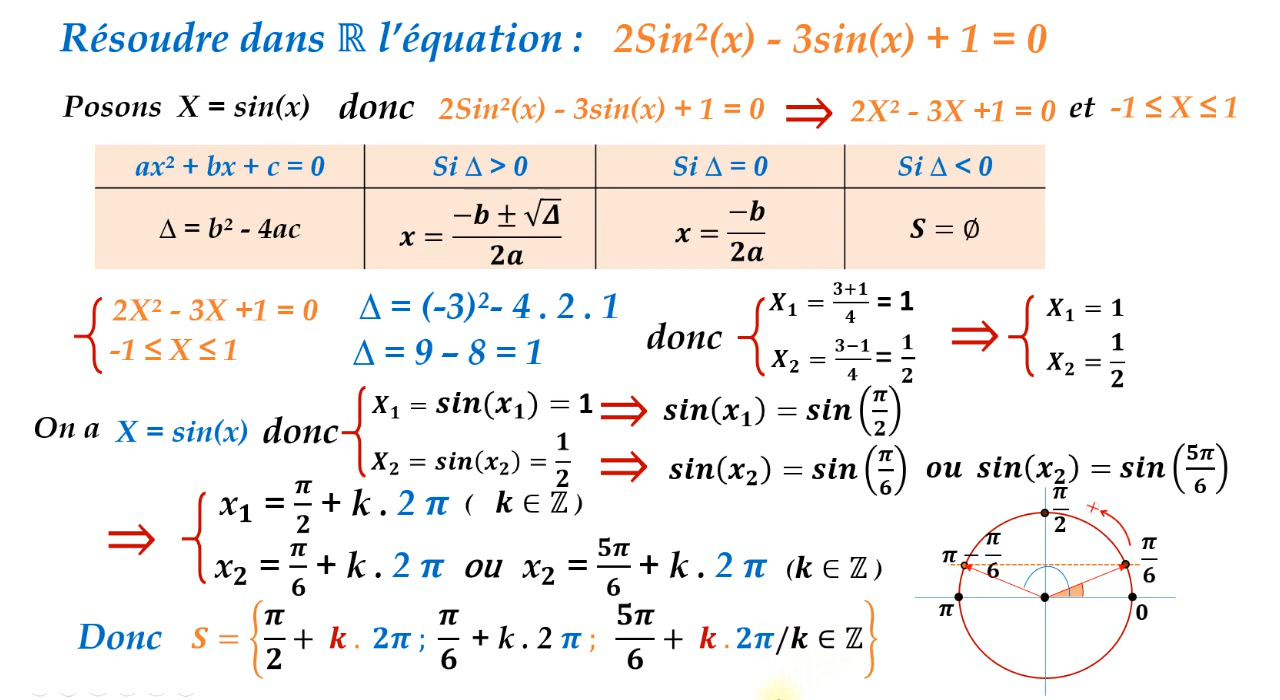 Résoudre dans ℝ l'équation : 2Sin²(x) - 3sin(x) + 1 = 0
Posons X = sin(x) donc 2Sin²(x) - 3sin(x) + 1 = 0 ⟹ 2X² - 3X +1 = 0 et -1 ≤ X ≤ 1
ax² + bx + c = 0 Si Δ > 0 Si Δ = 0 Si Δ < 0
Δ = b² - 4ac x = (−b ± √Δ)/2a x = −b/2a S = ∅
{ 2X² - 3X +1 = 0
-1 ≤ X ≤ 1
Δ = (-3)²- 4 . 2 . 1
Δ = 9 – 8 = 1
donc { X₁ = (3+1)/4 = 1
X₂ = (3−1)/4 = 1/2
⟹ { X₁ = 1
X₂ = 1/2
On a X = sin(x) donc { X₁ = sin(x₁) = 1 ⟹ sin(x₁) = sin(π/2)
X₂ = sin(x₂) = 1/2 ⟹ sin(x₂) = sin(π/6) ou sin(x₂) = sin(5π/6)
⟹ { x₁ = π/2 + k . 2 π ( k ∈ ℤ )
x₂ = π/6 + k . 2 π ou x₂ = 5π/6 + k . 2 π (k ∈ ℤ )
Donc S = { π/2 + k . 2π ; π/6 + k . 2 π ; 5π/6 + k . 2π/k ∈ ℤ }
π/2
+
π − π/6
π/6
π
0